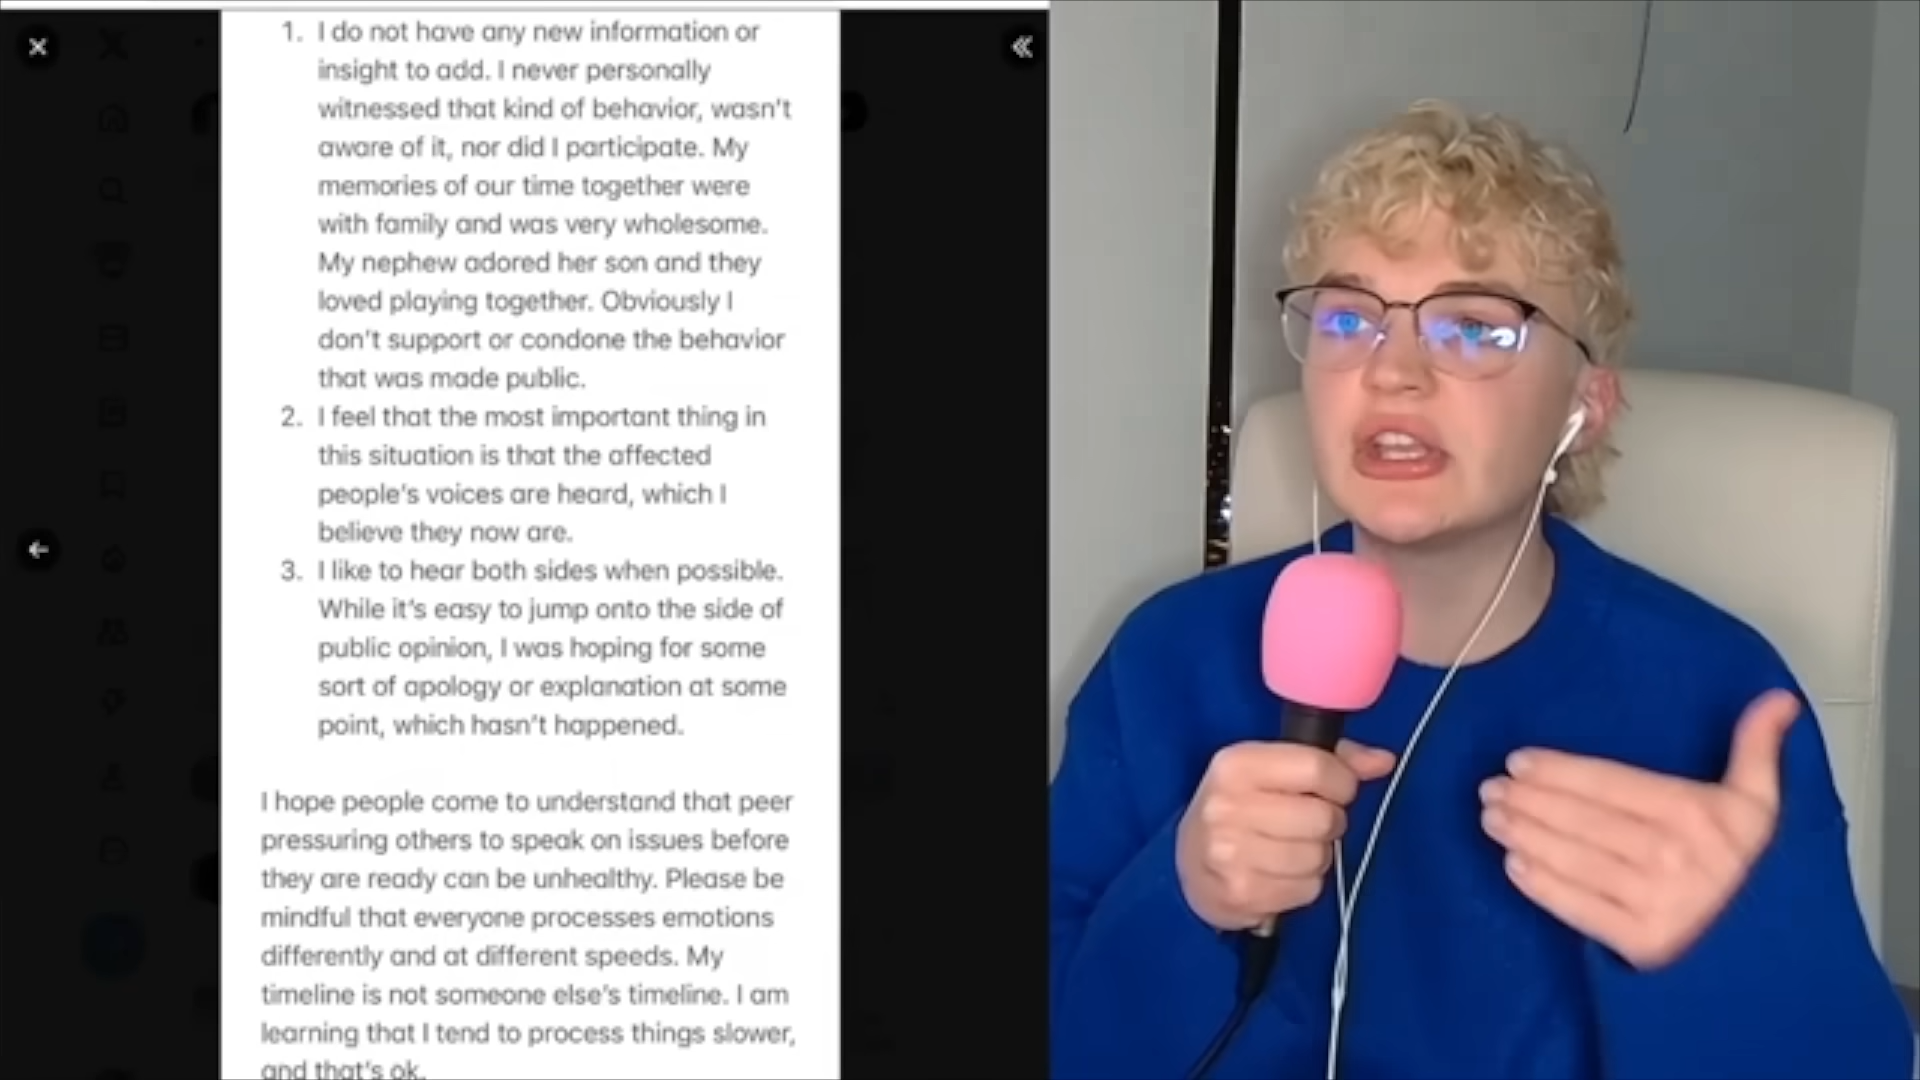 1. I do not have any new information or
insight to add. I never personally
witnessed that kind of behavior, wasn't
aware of it, nor did I participate. My
memories of our time together were
with family and was very wholesome.
My nephew adored her son and they
loved playing together. Obviously I
don't support or condone the behavior
that was made public.
2. I feel that the most important thing in
this situation is that the affected
people's voices are heard, which I
believe they now are.
3. I like to hear both sides when possible.
While it's easy to jump onto the side of
public opinion, I was hoping for some
sort of apology or explanation at some
point, which hasn't happened.
I hope people come to understand that peer
pressuring others to speak on issues before
they are ready can be unhealthy. Please be
mindful that everyone processes emotions
differently and at different speeds. My
timeline is not someone else's timeline. I am
learning that I tend to process things slower,
and that's ok.